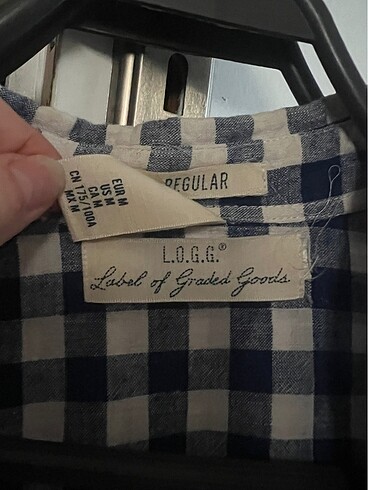 REGULAR
EUR M
US M
CA M
CN 175/100A
MX M
L.O.G.G.®
Label of Graded Goods